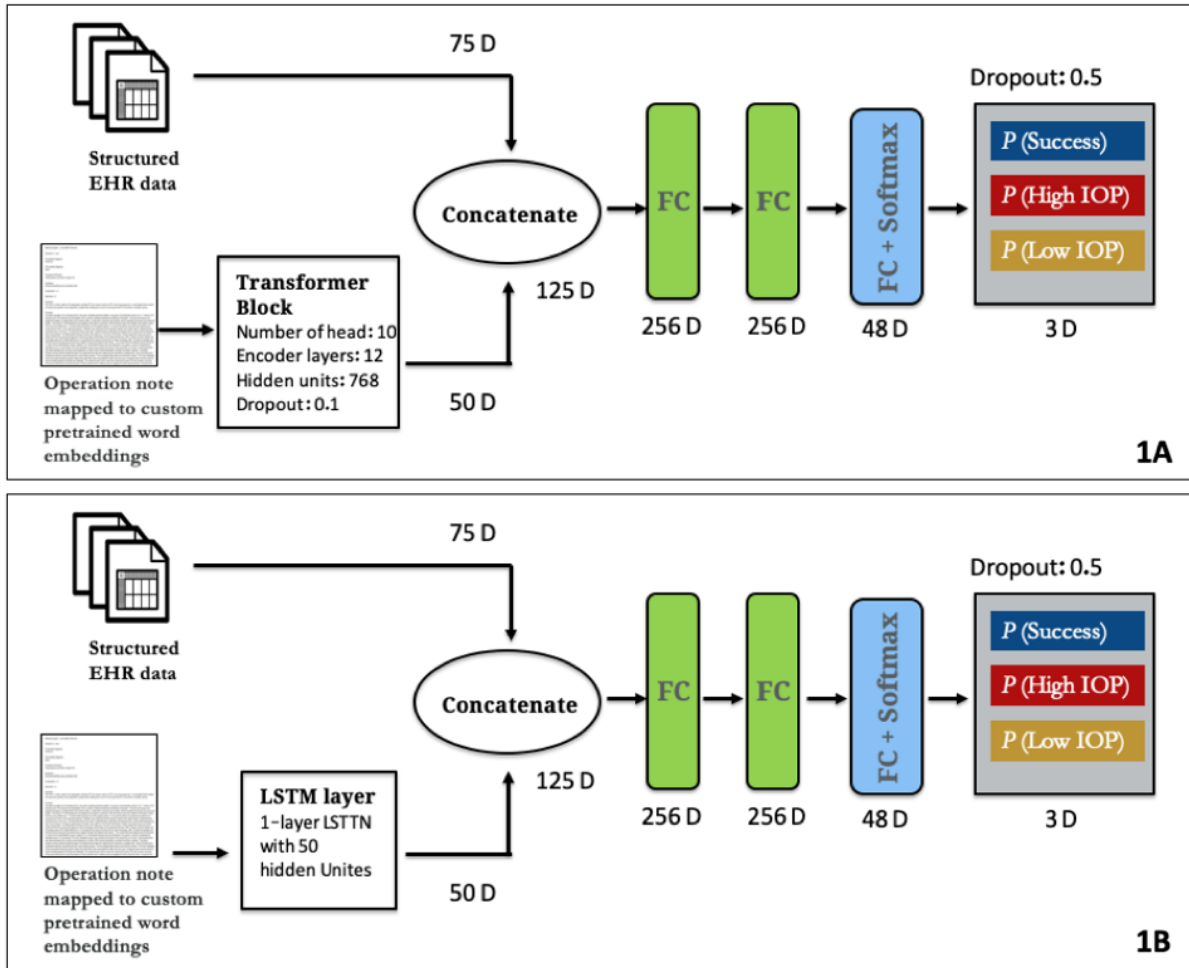 75 D
Structured
EHR data
Concatenate
125 D
Operation note
mapped to custom
pretrained word
embeddings
Transformer
Block
Number of head: 10
Encoder layers: 12
Hidden units: 768
Dropout: 0.1
50 D
FC
256 D
FC
256 D
FC + Softmax
48 D
Dropout: 0.5
P (Success)
P (High IOP)
P (Low IOP)
3 D
1A
75 D
Structured
EHR data
Concatenate
125 D
Operation note
mapped to custom
pretrained word
embeddings
LSTM layer
1-layer LSTTN
with 50
hidden Unites
50 D
FC
256 D
FC
256 D
FC + Softmax
48 D
Dropout: 0.5
P (Success)
P (High IOP)
P (Low IOP)
3 D
1B